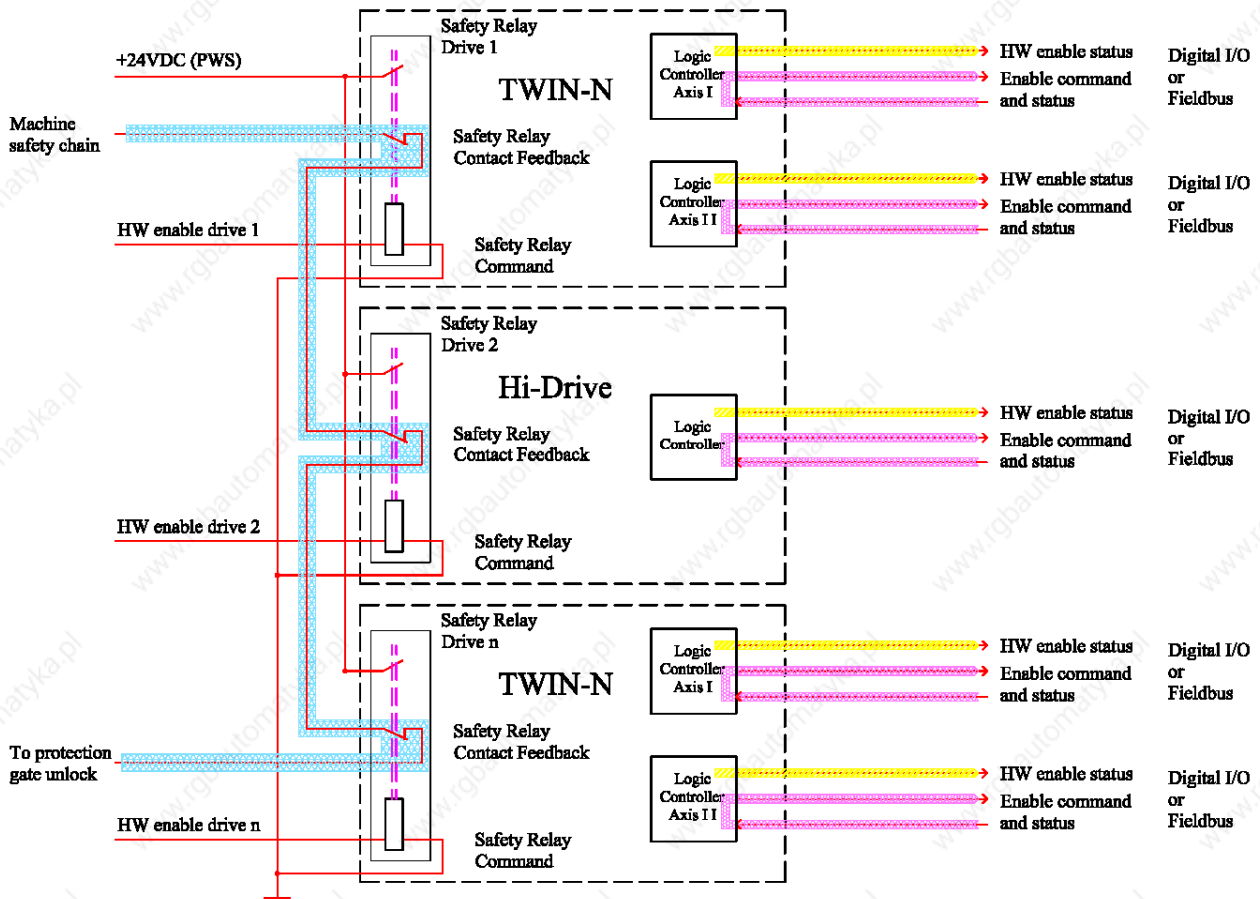 Safety Relay
Drive 1
+24VDC (PWS)
TWIN-N
Machine
safety chain
Safety Relay
Contact Feedback
HW enable drive 1
Safety Relay
Command
Logic
Controller
Axis I
HW enable status
Enable command
and status
Digital I/O
or
Fieldbus
Logic
Controller
Axis I I
HW enable status
Enable command
and status
Digital I/O
or
Fieldbus
Safety Relay
Drive 2
Hi-Drive
Safety Relay
Contact Feedback
HW enable drive 2
Safety Relay
Command
Logic
Controller
HW enable status
Enable command
and status
Digital I/O
or
Fieldbus
Safety Relay
Drive n
TWIN-N
Safety Relay
Contact Feedback
To protection
gate unlock
HW enable drive n
Safety Relay
Command
Logic
Controller
Axis I
HW enable status
Enable command
and status
Digital I/O
or
Fieldbus
Logic
Controller
Axis I I
HW enable status
Enable command
and status
Digital I/O
or
Fieldbus
www.rgbautomatyka.pl